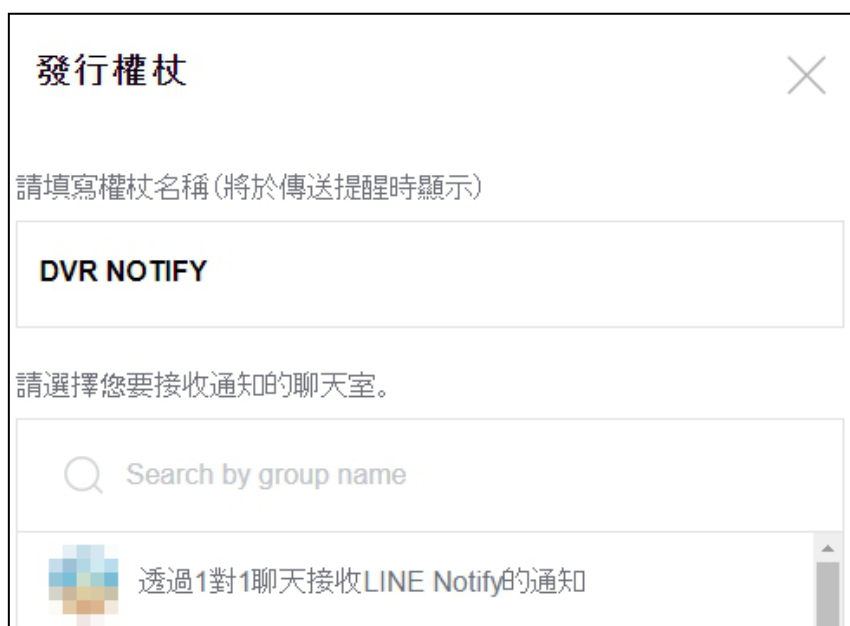 發行權杖
請填寫權杖名稱(將於傳送提醒時顯示)
DVR NOTIFY
請選擇您要接收通知的聊天室。
Search by group name
透過1對1聊天接收LINE Notify的通知